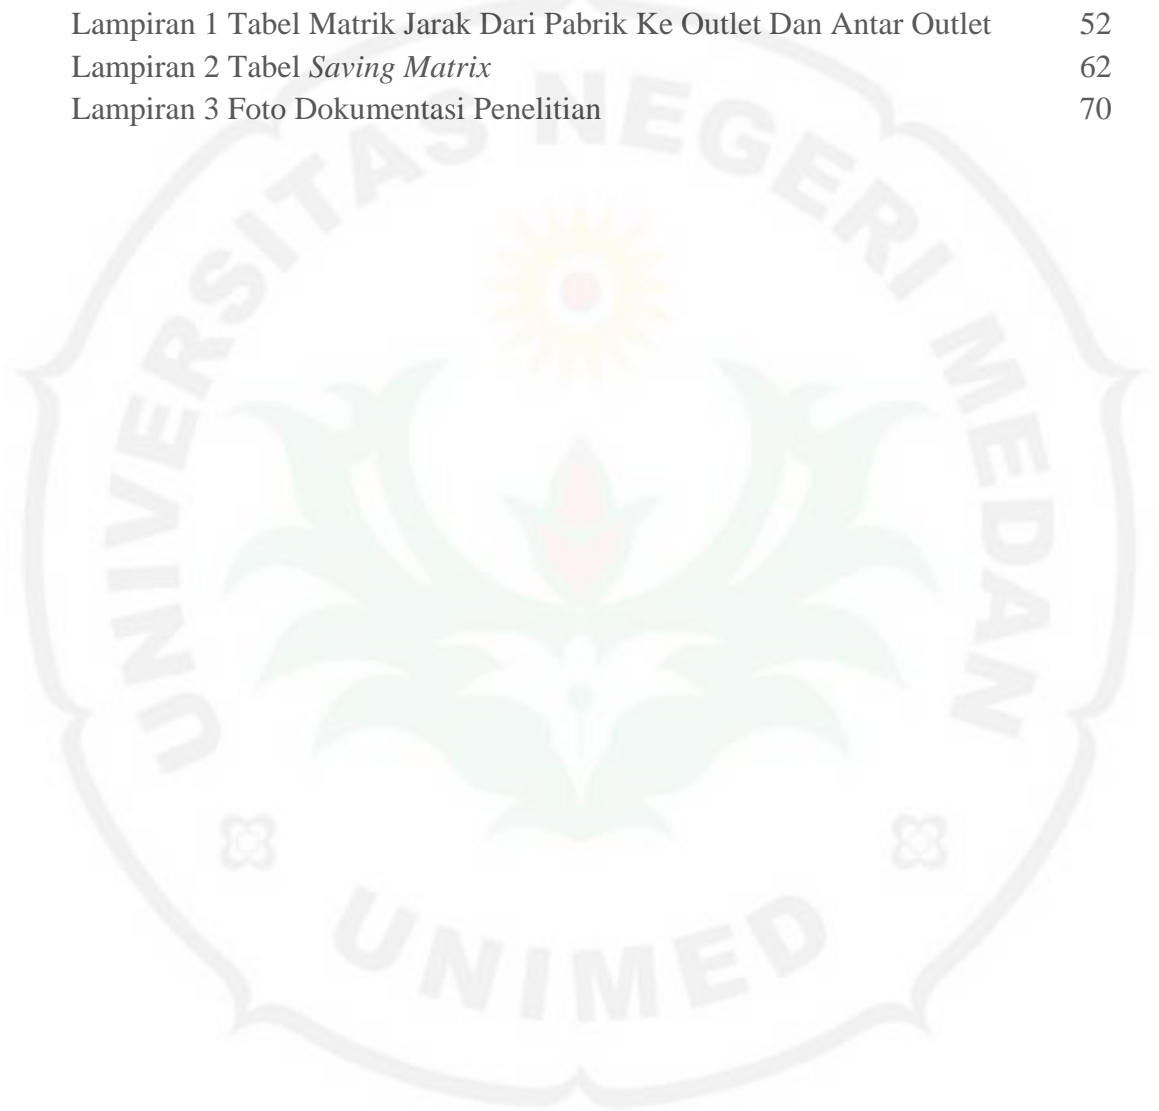 Lampiran 1 Tabel Matrik Jarak Dari Pabrik Ke Outlet Dan Antar Outlet 52
Lampiran 2 Tabel Saving Matrix 62
Lampiran 3 Foto Dokumentasi Penelitian 70
UNIVERSITAS NEGERI MEDAN
UNIMED